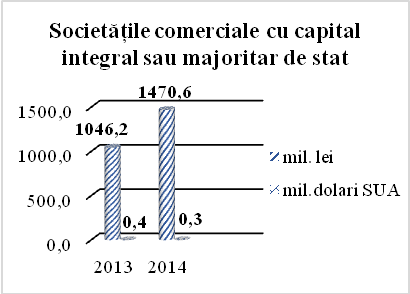 Societățile comerciale cu capital
integral sau majoritar de stat
1470,6
1500,0
1046,2
1000,0
mil. lei
500,0
mil.dolari SUA
0,4
0,3
0,0
2013
2014